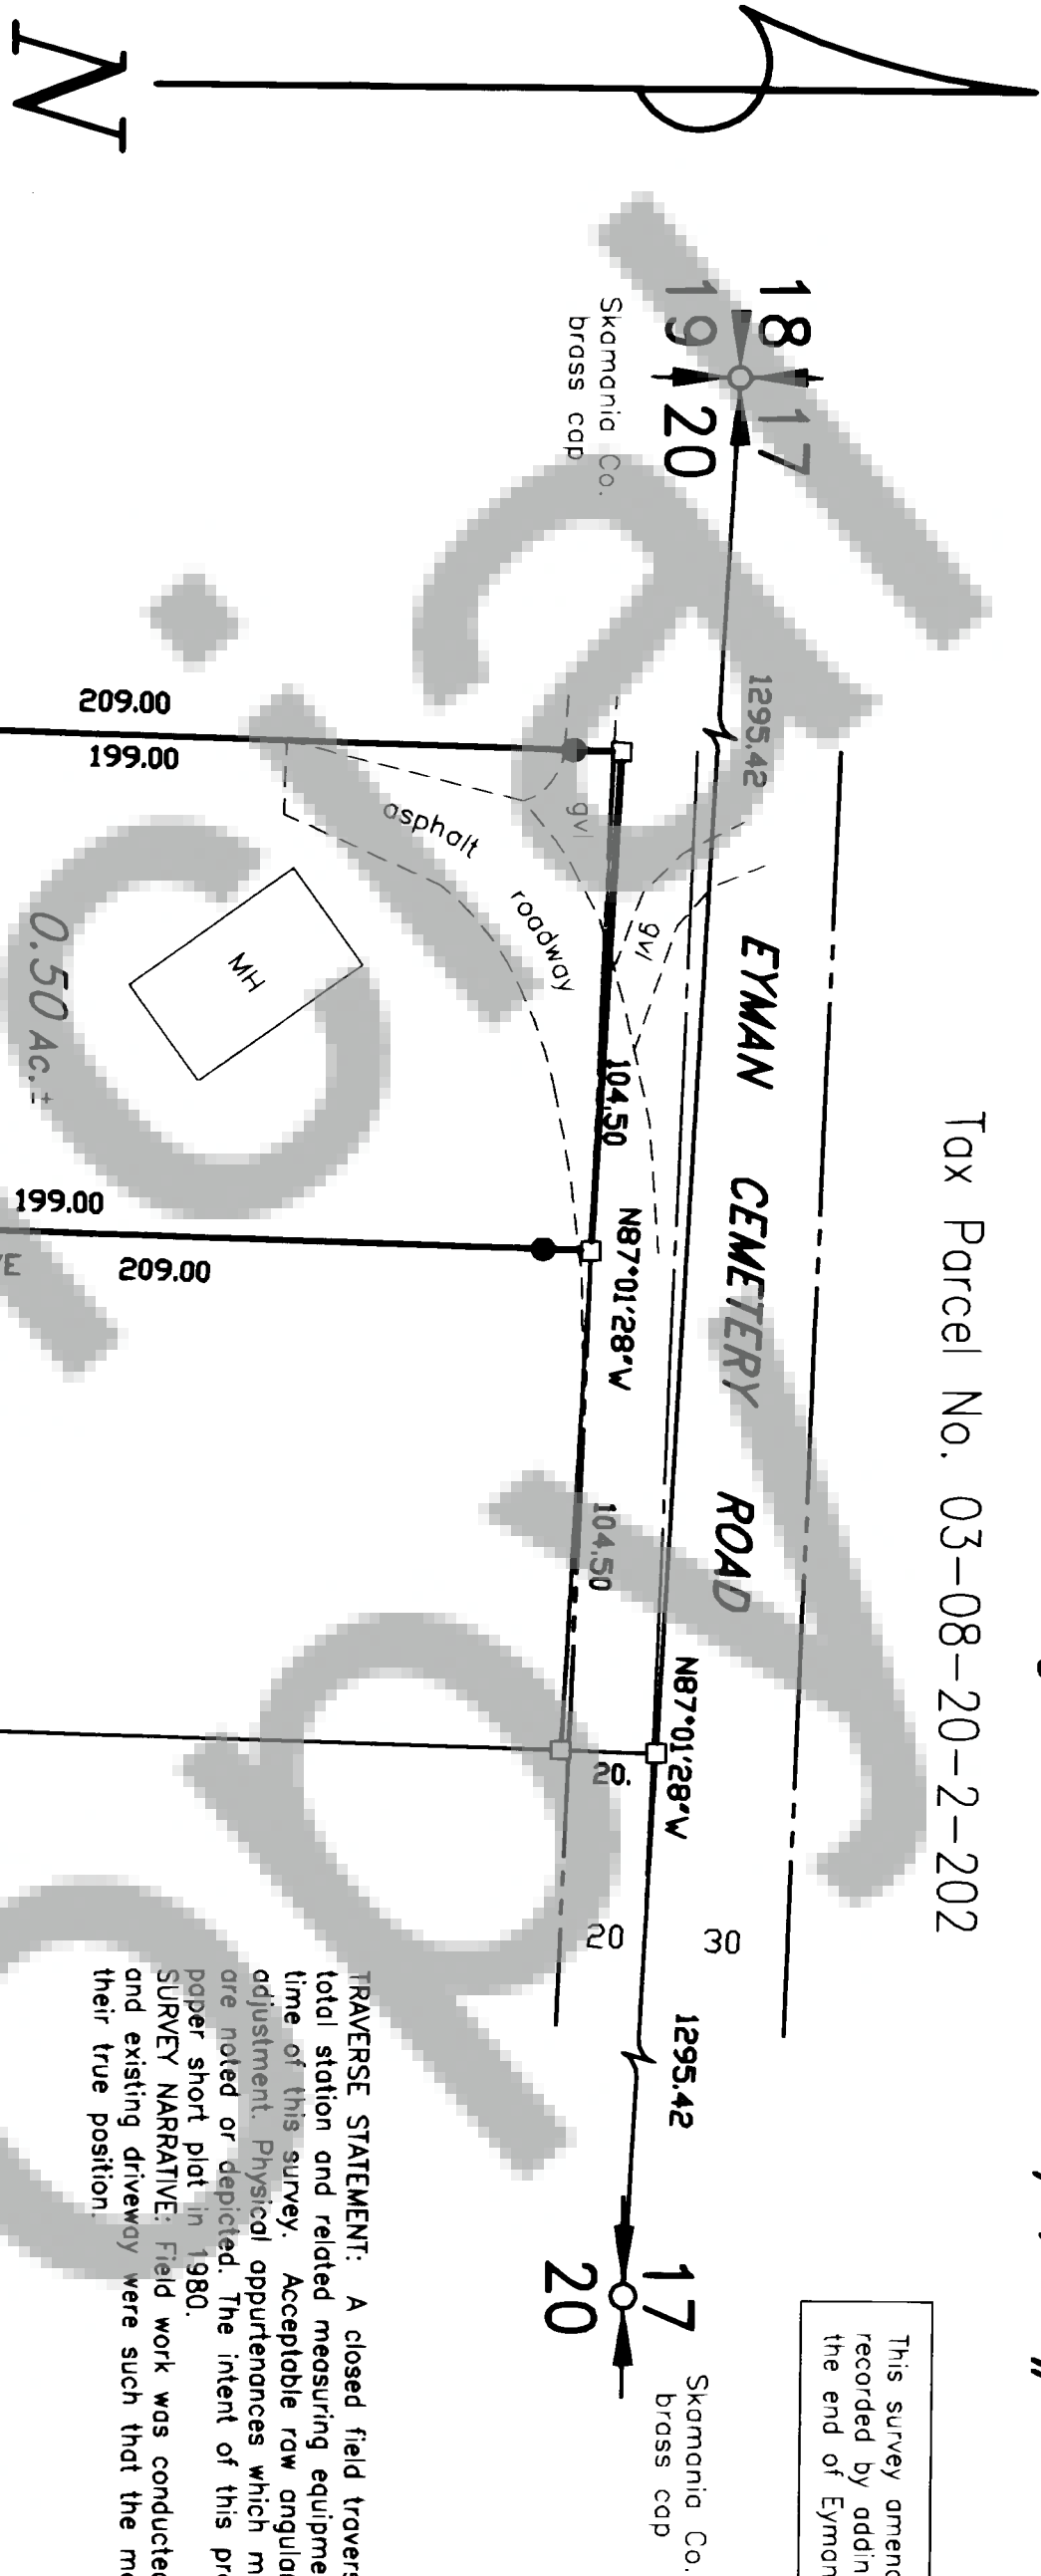 N
18 17
19 20
Skamania Co.
brass cap
1295.42
Tax Parcel No. 03-08-20-2-202
EYMAN CEMETERY ROAD
209.00
199.00
gvl
asphalt
roadway
gvl
MH
0.50 Ac.±
104.50
N87°01'28"W
199.00
209.00
104.50
N87°01'28"W
20.
20
30
1295.42
17
20
Skamania Co.
brass cap
This survey amend
recorded by addin
the end of Eyman
TRAVERSE STATEMENT: A closed field travers
total station and related measuring equipme
time of this survey. Acceptable raw angula
adjustment. Physical appurtenances which m
are noted or depicted. The intent of this pr
paper short plat in 1980.
SURVEY NARRATIVE: Field work was conducted
and existing driveway were such that the mo
their true position.